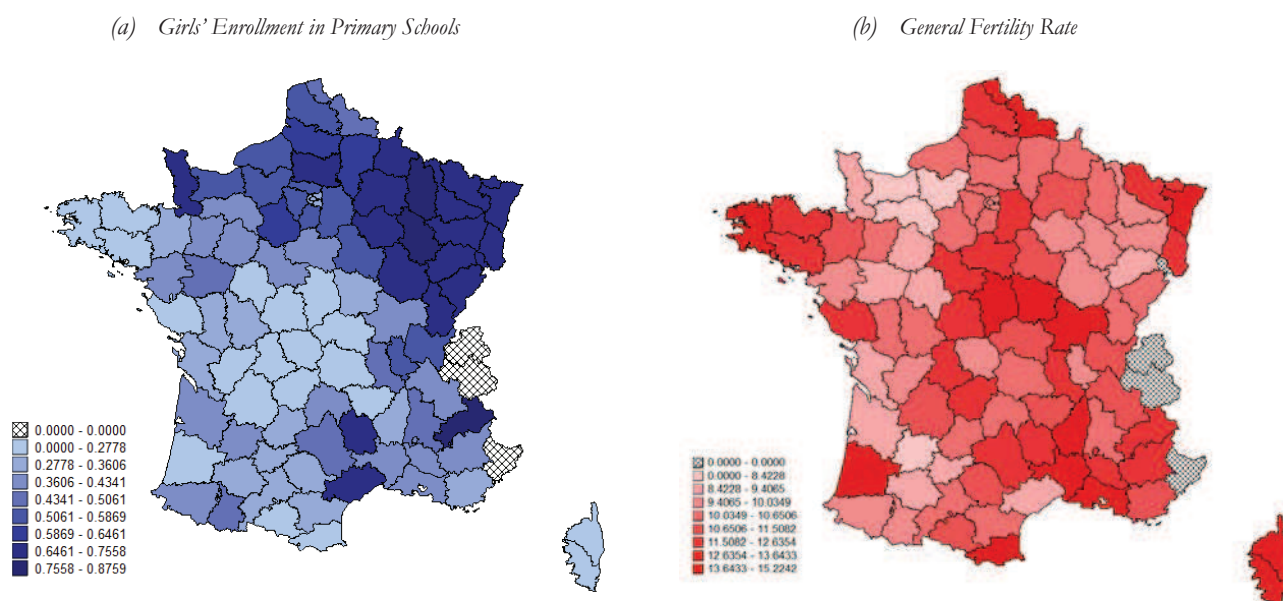 (a) Girls' Enrollment in Primary Schools
(b) General Fertility Rate
0.0000 - 0.0000
0.0000 - 0.2778
0.2778 - 0.3606
0.3606 - 0.4341
0.4341 - 0.5061
0.5061 - 0.5869
0.5869 - 0.6461
0.6461 - 0.7558
0.7558 - 0.8759
0.0000 - 0.0000
0.0000 - 8.4228
8.4228 - 9.4065
9.4065 - 10.0349
10.0349 - 10.6506
10.6506 - 11.5082
11.5082 - 12.6354
12.6354 - 13.6433
13.6433 - 15.2242